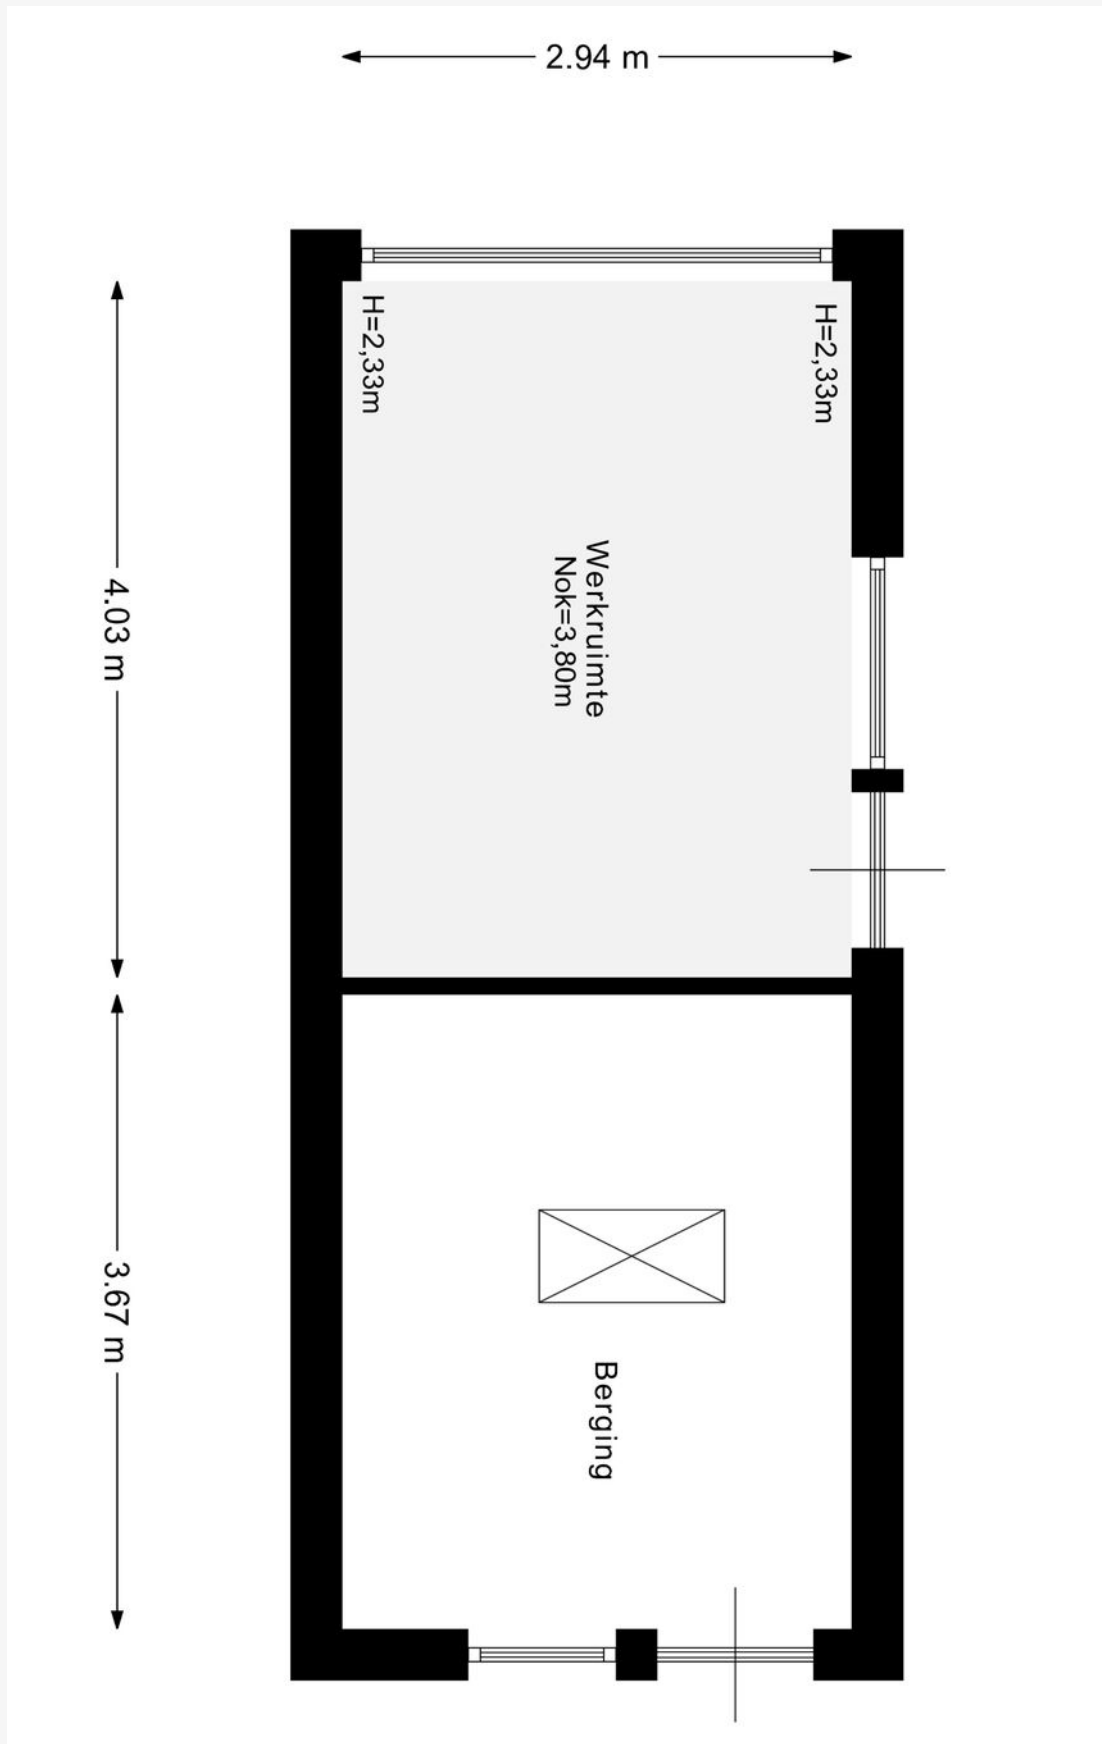 2.94 m
H=2,33m
H=2,33m
Werkruimte
Nok=3,80m
4.03 m
3.67 m
Berging